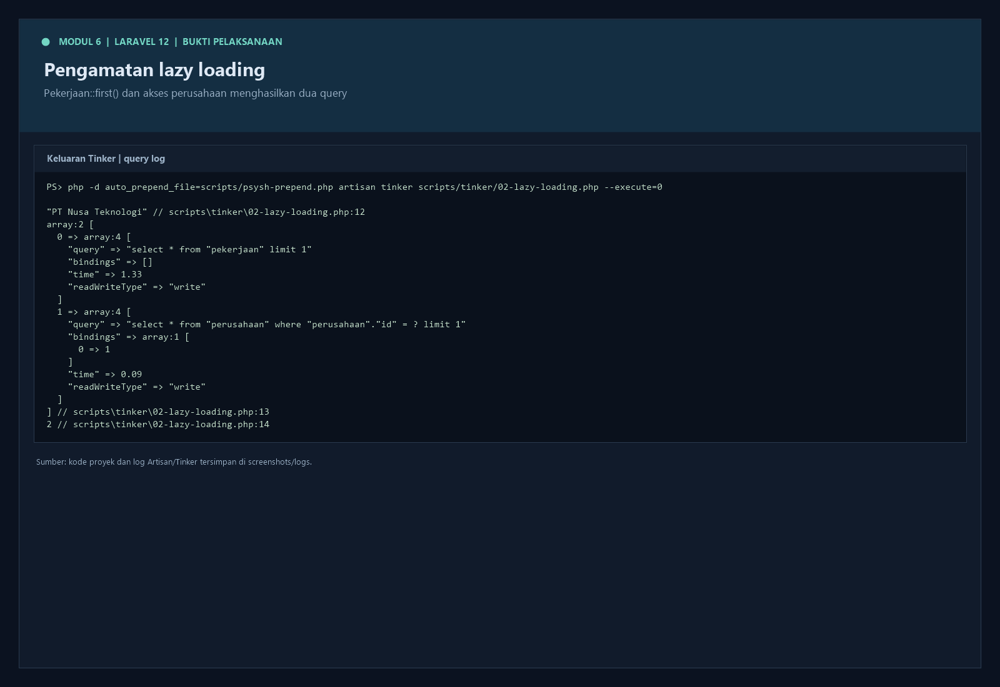 MODUL 6 | LARAVEL 12 | BUKTI PELAKSANAAN
Pengamatan lazy loading
Pekerjaan::first() dan akses perusahaan menghasilkan dua query
Keluaran Tinker | query log
PS> php -d auto_prepend_file=scripts/psysh-prepend.php artisan tinker scripts/tinker/02-lazy-loading.php --execute=0
"PT Nusa Teknologi" // scripts\tinker\02-lazy-loading.php:12
array:2 [
  0 => array:4 [
    "query" => "select * from "pekerjaan" limit 1"
    "bindings" => []
    "time" => 1.33
    "readWriteType" => "write"
  ]
  1 => array:4 [
    "query" => "select * from "perusahaan" where "perusahaan"."id" = ? limit 1"
    "bindings" => array:1 [
      0 => 1
    ]
    "time" => 0.09
    "readWriteType" => "write"
  ]
] // scripts\tinker\02-lazy-loading.php:13
2 // scripts\tinker\02-lazy-loading.php:14
Sumber: kode proyek dan log Artisan/Tinker tersimpan di screenshots/logs.